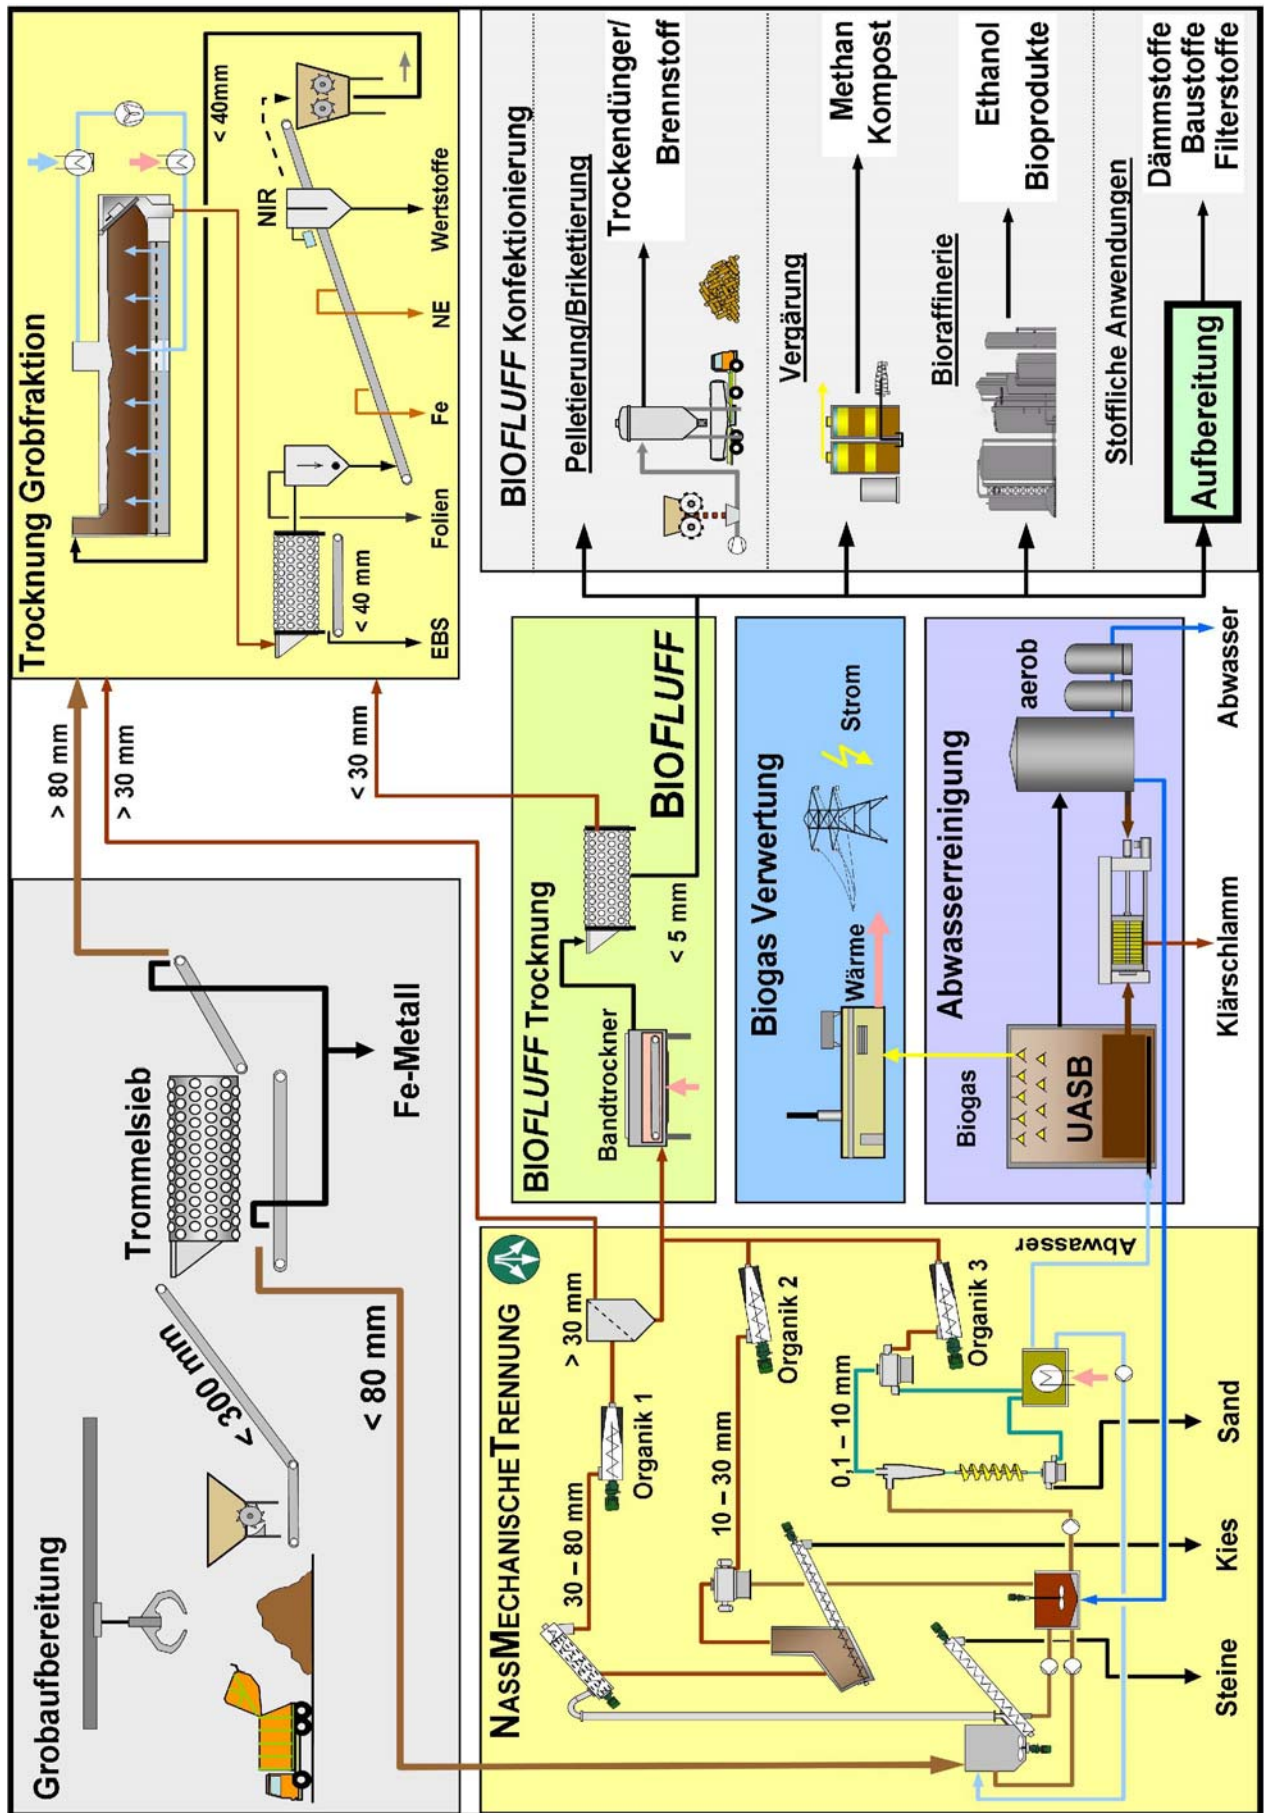 Grobaufbereitung
< 300 mm
Trommelsieb
< 80 mm
Fe-Metall
> 80 mm
> 30 mm
< 30 mm
Trocknung Grobfraktion
< 40mm
NIR
< 40 mm
EBS
Folien
Fe
NE
Wertstoffe
NASSMECHANISCHETRENNUNG
30 – 80 mm
Organik 1
> 30 mm
10 – 30 mm
Organik 2
0,1 – 10 mm
Organik 3
Abwasser
Steine
Kies
Sand
BIOFLUFF Trocknung
Bandtrockner
< 5 mm
BIOFLUFF
Biogas Verwertung
Wärme
Strom
Abwasserreinigung
Biogas
UASB
aerob
Klärschlamm
Abwasser
BIOFLUFF Konfektionierung
Pelletierung/Brikettierung
Trockendünger/
Brennstoff
Vergärung
Methan
Kompost
Bioraffinerie
Ethanol
Bioprodukte
Stoffliche Anwendungen
Aufbereitung
Dämmstoffe
Baustoffe
Filterstoffe